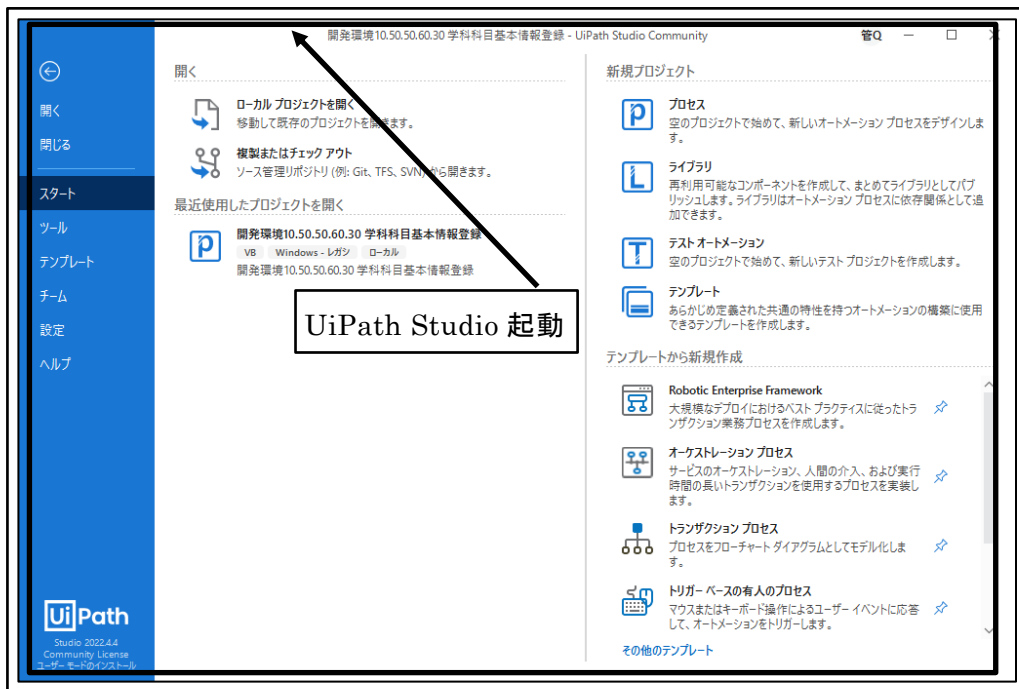 開発環境10.50.50.60.30 学科科目基本情報登録 - UiPath Studio Community
管Q
開く
閉じる
スタート
ツール
テンプレート
チーム
設定
ヘルプ
UiPath
Studio 2022.4.4
Community License
ユーザー モードのインストール
開く
ローカル プロジェクトを開く
移動して既存のプロジェクトを開きます。
複製またはチェック アウト
ソース管理リポジトリ (例: Git、TFS、SVN) から開きます。
最近使用したプロジェクトを開く
開発環境10.50.50.60.30 学科科目基本情報登録
VB Windows - レガシ ローカル
開発環境10.50.50.60.30 学科科目基本情報登録
UiPath Studio 起動
新規プロジェクト
プロセス
空のプロジェクトで始めて、新しいオートメーション プロセスをデザインしま
す。
ライブラリ
再利用可能なコンポーネントを作成して、まとめてライブラリとしてパブ
リッシュします。ライブラリはオートメーション プロセスに依存関係として追
加できます。
テスト オートメーション
空のプロジェクトで始めて、新しいテスト プロジェクトを作成します。
テンプレート
あらかじめ定義された共通の特性を持つオートメーションの構築に使用
できるテンプレートを作成します。
テンプレートから新規作成
Robotic Enterprise Framework
大規模なデプロイにおけるベスト プラクティスに従ったトラ
ンザクション業務プロセスを作成します。
オーケストレーション プロセス
サービスのオーケストレーション、人間の介入、および実行
時間の長いトランザクションを使用するプロセスを実装し
ます。
トランザクション プロセス
プロセスをフローチャート ダイアグラムとしてモデル化しま
す。
トリガー ベースの有人のプロセス
マウスまたはキーボード操作によるユーザー イベントに応答
して、オートメーションをトリガーします。
その他のテンプレート